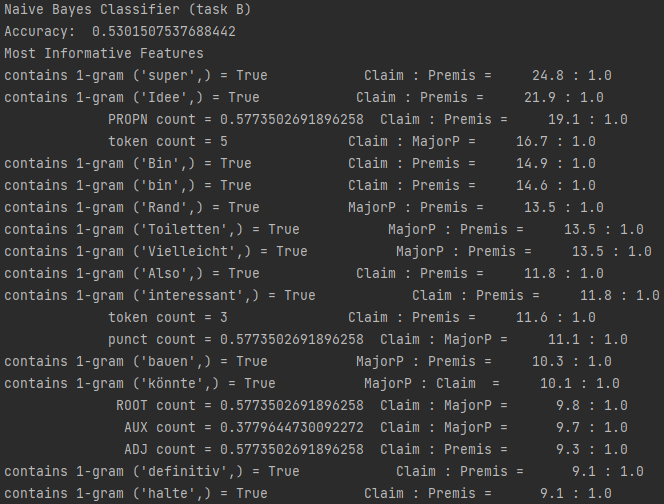 Naive Bayes Classifier (task B)
Accuracy:  0.5301507537688442
Most Informative Features
contains 1-gram ('super',) = True            Claim : Premis =     24.8 : 1.0
contains 1-gram ('Idee',) = True            Claim : Premis =     21.9 : 1.0
             PROPN count = 0.5773502691896258  Claim : Premis =     19.1 : 1.0
             token count = 5               Claim : MajorP =     16.7 : 1.0
contains 1-gram ('Bin',) = True            Claim : Premis =     14.9 : 1.0
contains 1-gram ('bin',) = True            Claim : Premis =     14.6 : 1.0
contains 1-gram ('Rand',) = True           MajorP : Premis =     13.5 : 1.0
contains 1-gram ('Toiletten',) = True           MajorP : Premis =     13.5 : 1.0
contains 1-gram ('Vielleicht',) = True           MajorP : Premis =     13.5 : 1.0
contains 1-gram ('Also',) = True            Claim : Premis =     11.8 : 1.0
contains 1-gram ('interessant',) = True            Claim : Premis =     11.8 : 1.0
             token count = 3               Claim : Premis =     11.6 : 1.0
             punct count = 0.5773502691896258  Claim : MajorP =     11.1 : 1.0
contains 1-gram ('bauen',) = True           MajorP : Premis =     10.3 : 1.0
contains 1-gram ('könnte',) = True           MajorP : Claim  =     10.1 : 1.0
              ROOT count = 0.5773502691896258  Claim : MajorP =      9.8 : 1.0
               AUX count = 0.3779644730092272  Claim : MajorP =      9.7 : 1.0
               ADJ count = 0.5773502691896258  Claim : Premis =      9.3 : 1.0
contains 1-gram ('definitiv',) = True            Claim : Premis =      9.1 : 1.0
contains 1-gram ('halte',) = True            Claim : Premis =      9.1 : 1.0